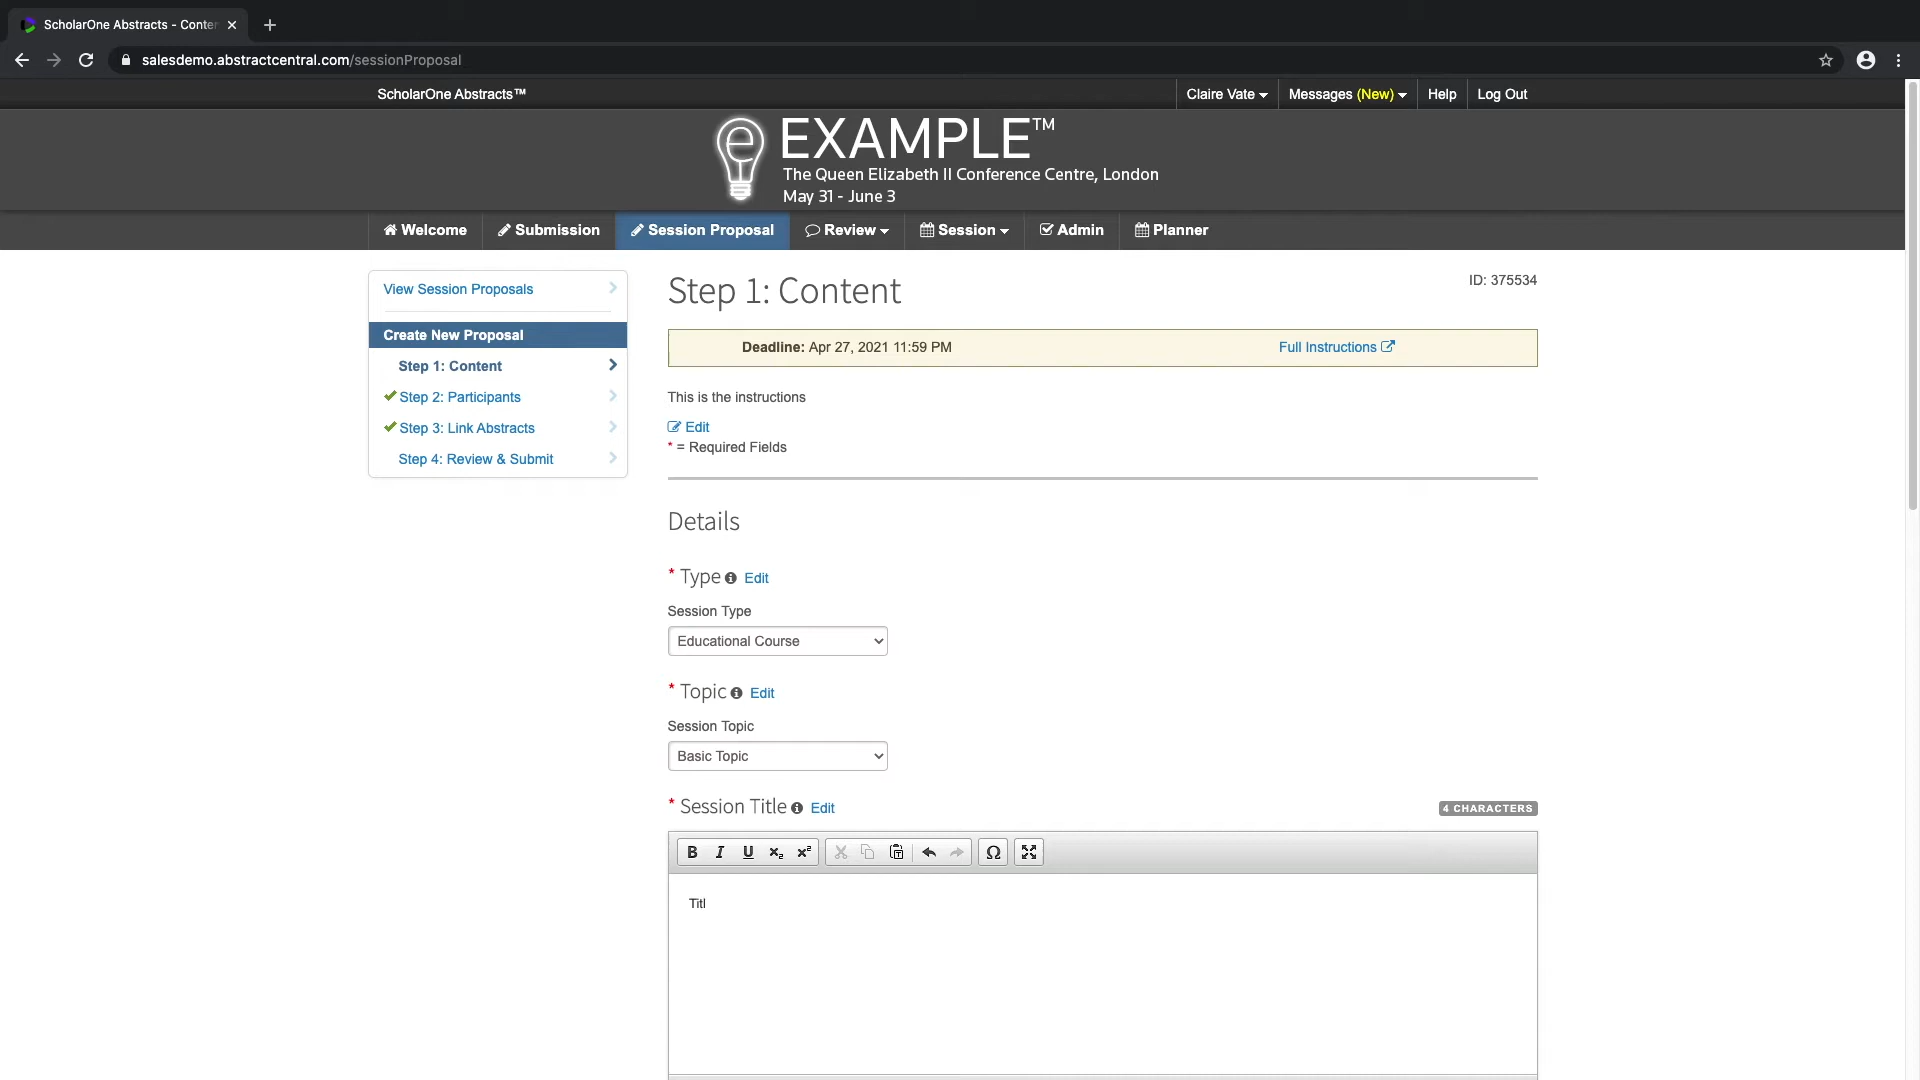 ScholarOne Abstracts - Conten
salesdemo.abstractcentral.com/sessionProposal
ScholarOne Abstracts™
Claire Vate
Messages (New)
Help
Log Out
EXAMPLE™
The Queen Elizabeth II Conference Centre, London
May 31 - June 3
Welcome
Submission
Session Proposal
Review
Session
Admin
Planner
View Session Proposals
Create New Proposal
Step 1: Content
Step 2: Participants
Step 3: Link Abstracts
Step 4: Review & Submit
Step 1: Content
ID: 375534
Deadline: Apr 27, 2021 11:59 PM
Full Instructions
This is the instructions
Edit
* = Required Fields
Details
* Type Edit
Session Type
Educational Course
* Topic Edit
Session Topic
Basic Topic
* Session Title Edit
4 CHARACTERS
B I U x₂ x² Ω
Titl